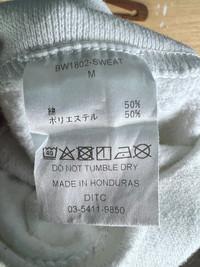 BW1802-SWEAT
M
綿 50%
ポリエステル 50%
DO NOT TUMBLE DRY
MADE IN HONDURAS
DITC
03-5411-9850